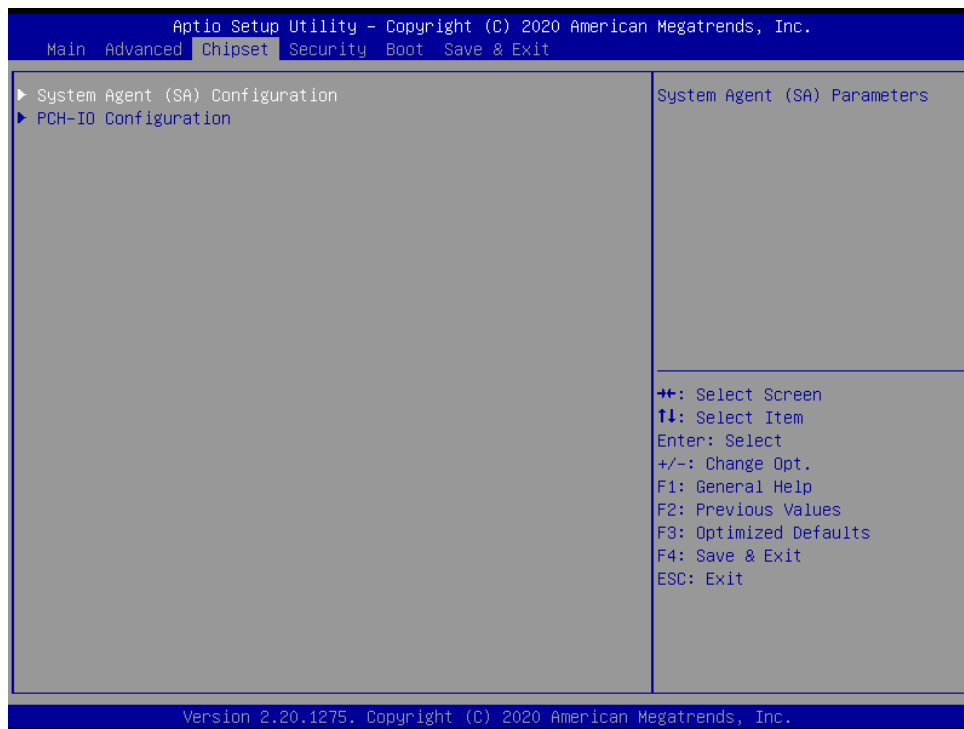 Aptio Setup Utility – Copyright (C) 2020 American Megatrends, Inc.
Main Advanced Chipset Security Boot Save & Exit
System Agent (SA) Configuration
PCH-IO Configuration
System Agent (SA) Parameters
→←: Select Screen
↑↓: Select Item
Enter: Select
+/-: Change Opt.
F1: General Help
F2: Previous Values
F3: Optimized Defaults
F4: Save & Exit
ESC: Exit
Version 2.20.1275. Copyright (C) 2020 American Megatrends, Inc.